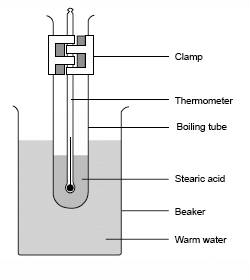 Clamp
Thermometer
Boiling tube
Stearic acid
Beaker
Warm water